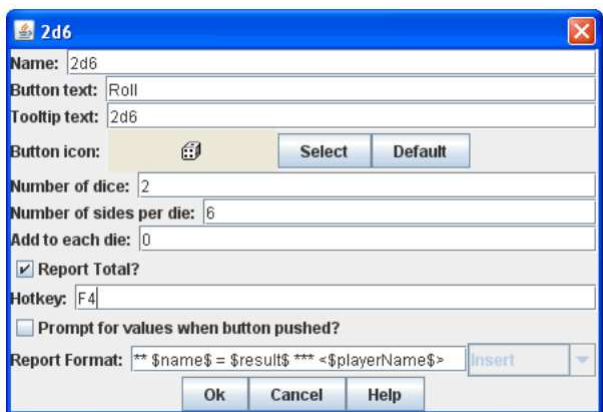 2d6
Name: 2d6
Button text: Roll
Tooltip text: 2d6
Button icon: Select Default
Number of dice: 2
Number of sides per die: 6
Add to each die: 0
Report Total?
Hotkey: F4
Prompt for values when button pushed?
Report Format: ** $name$ = $result$ *** <$playerName$> Insert
Ok Cancel Help